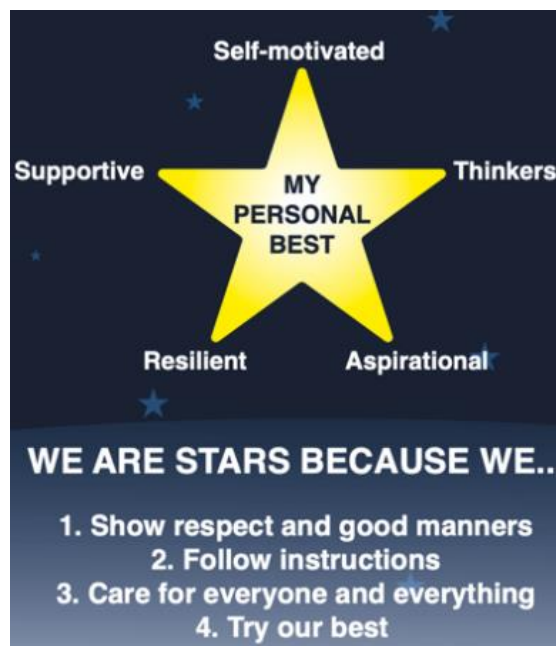 Self-motivated
Supportive
Thinkers
MY
PERSONAL
BEST
Resilient
Aspirational
WE ARE STARS BECAUSE WE..
1. Show respect and good manners
2. Follow instructions
3. Care for everyone and everything
4. Try our best